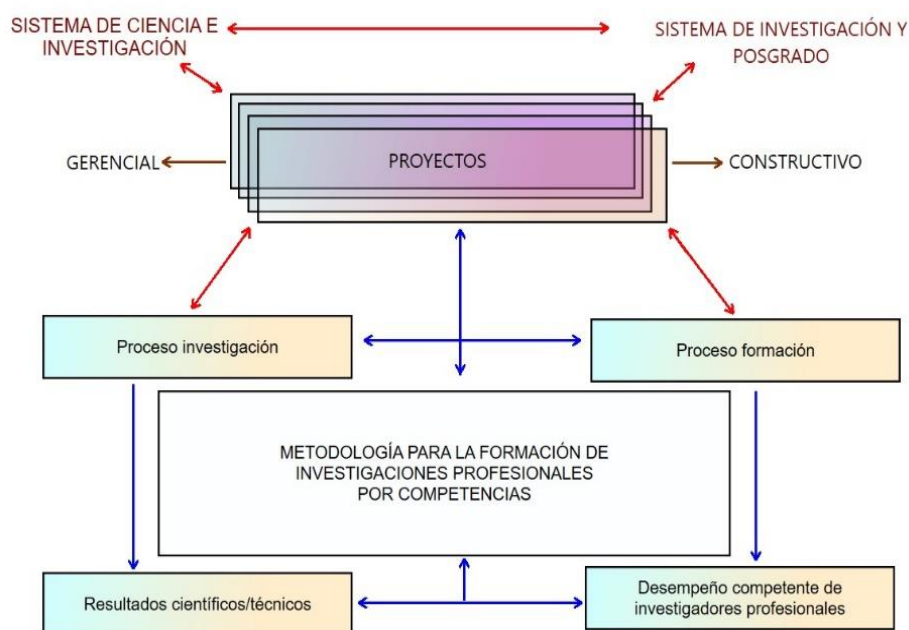 SISTEMA DE CIENCIA E
INVESTIGACIÓN
SISTEMA DE INVESTIGACIÓN Y
POSGRADO
GERENCIAL
PROYECTOS
CONSTRUCTIVO
Proceso investigación
Proceso formación
METODOLOGÍA PARA LA FORMACIÓN DE
INVESTIGACIONES PROFESIONALES
POR COMPETENCIAS
Resultados científicos/técnicos
Desempeño competente de
investigadores profesionales